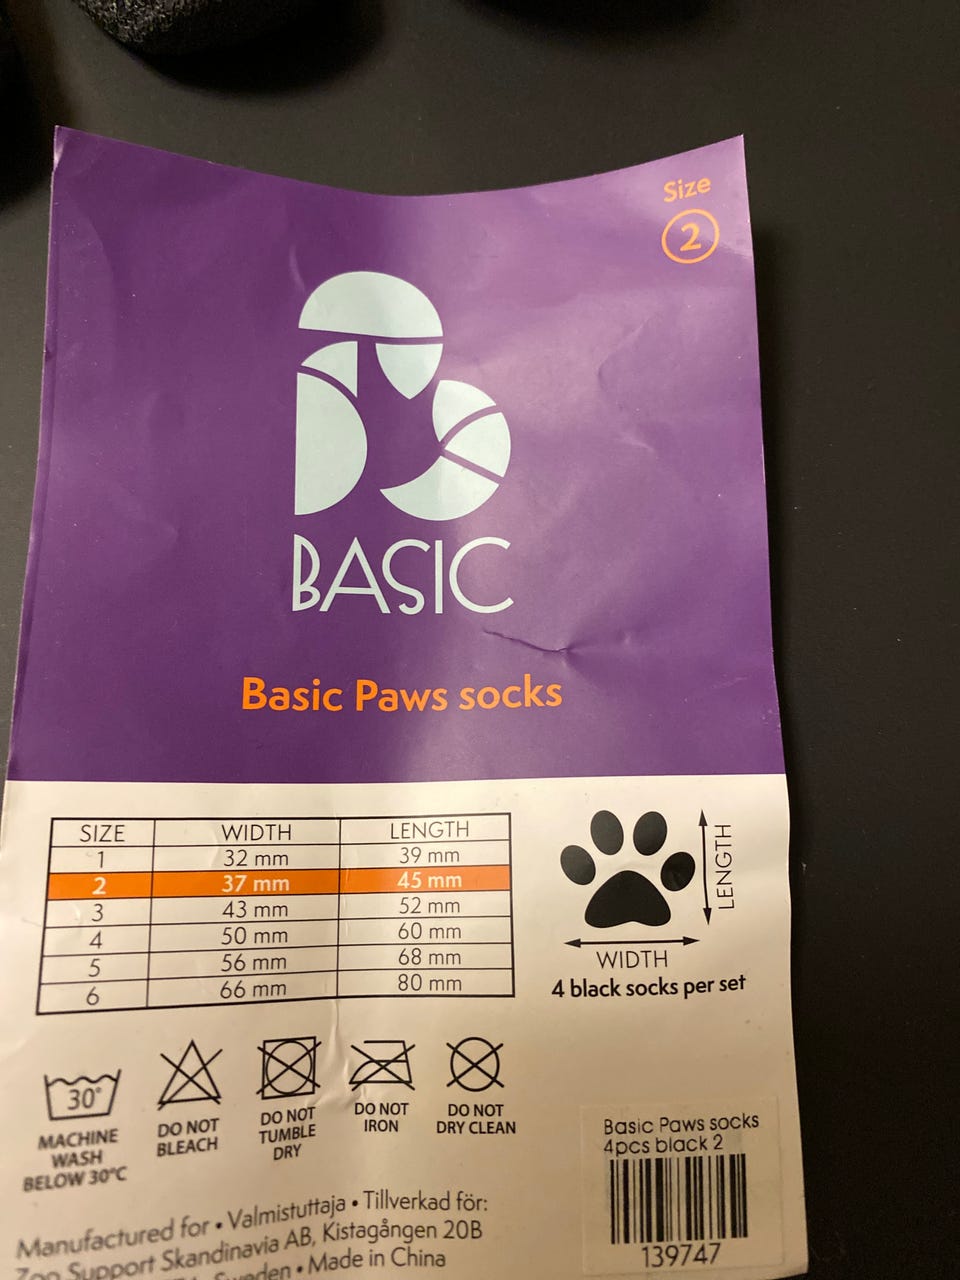 Size
2
BASIC
Basic Paws socks
SIZE WIDTH LENGTH
1 32 mm 39 mm
2 37 mm 45 mm
3 43 mm 52 mm
4 50 mm 60 mm
5 56 mm 68 mm
6 66 mm 80 mm
LENGTH
WIDTH
4 black socks per set
30°
MACHINE
WASH
BELOW 30°C
DO NOT
BLEACH
DO NOT
TUMBLE
DRY
DO NOT
IRON
DO NOT
DRY CLEAN
Manufactured for • Valmistuttaja • Tillverkad för:
Zoo Support Skandinavia AB, Kistagången 20B
Sweden • Made in China
Basic Paws socks
4pcs black 2
139747